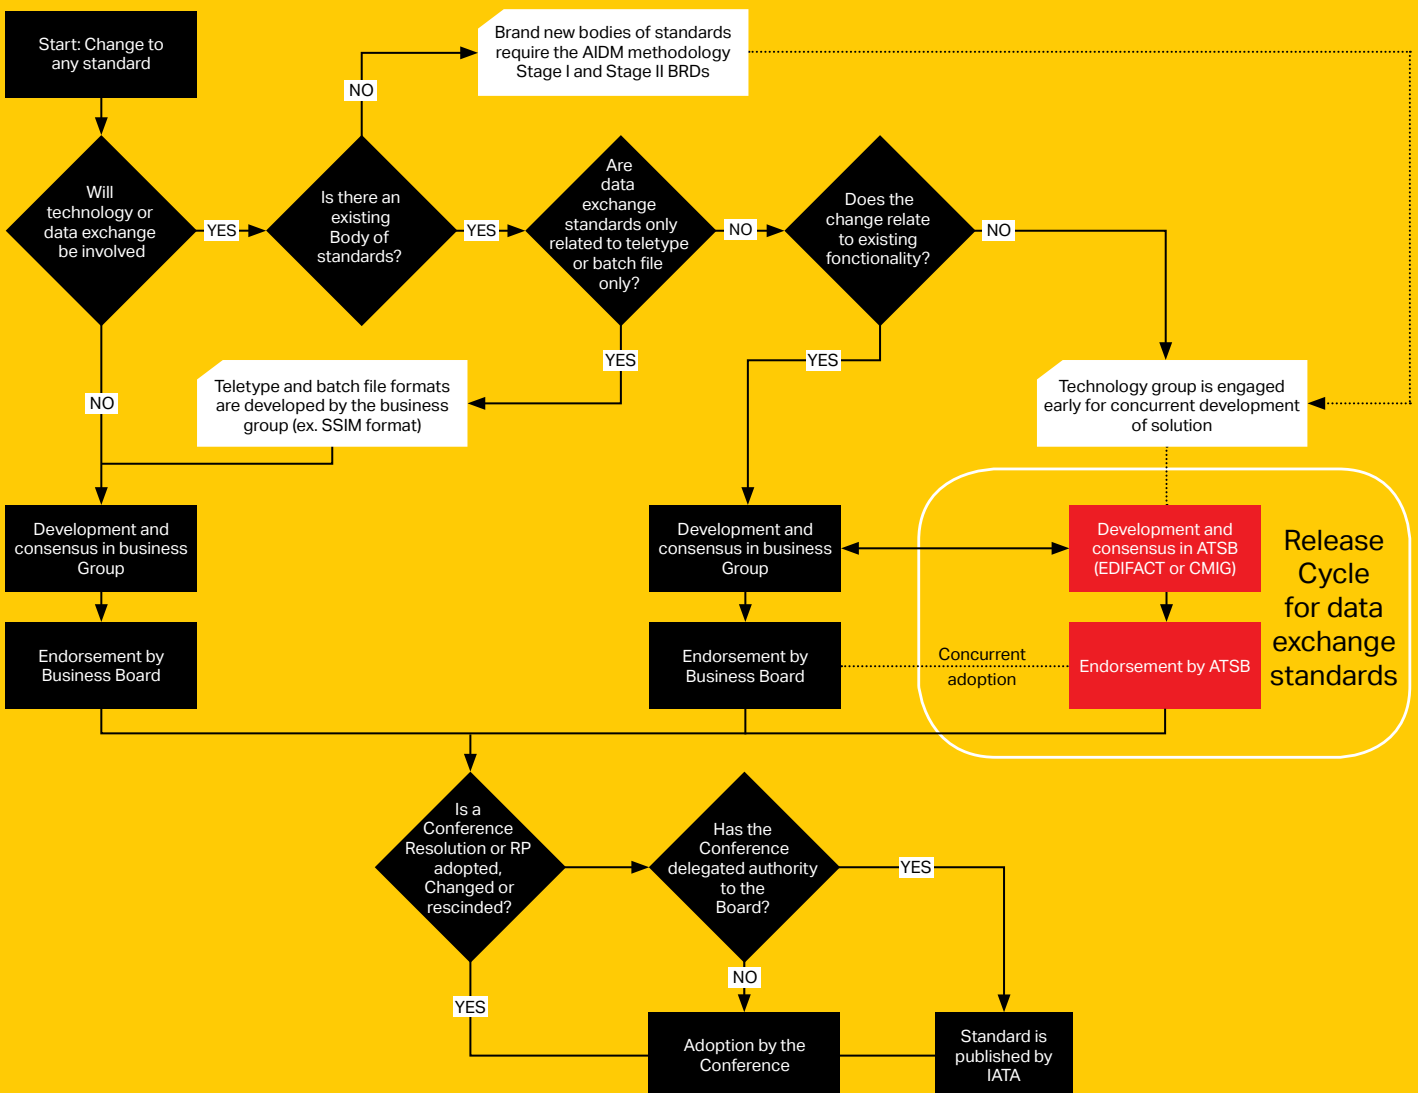 Start: Change to
any standard
Brand new bodies of standards
require the AIDM methodology
Stage I and Stage II BRDs
NO
Will
technology or
data exchange
be involved
YES
Is there an
existing
Body of
standards?
YES
Are
data
exchange
standards only
related to teletype
or batch file
only?
NO
Does the
change relate
to existing
fonctionality?
NO
YES
YES
NO
Teletype and batch file formats
are developed by the business
group (ex. SSIM format)
Technology group is engaged
early for concurrent development
of solution
Development and
consensus in business
Group
Development and
consensus in business
Group
Development and
consensus in ATSB
(EDIFACT or CMIG)
Release
Cycle
for data
exchange
standards
Endorsement by
Business Board
Endorsement by
Business Board
Concurrent
adoption
Endorsement by ATSB
Is a
Conference
Resolution or RP
adopted,
Changed or
rescinded?
Has the
Conference
delegated authority
to the
Board?
YES
NO
YES
Adoption by the
Conference
Standard is
published by
IATA